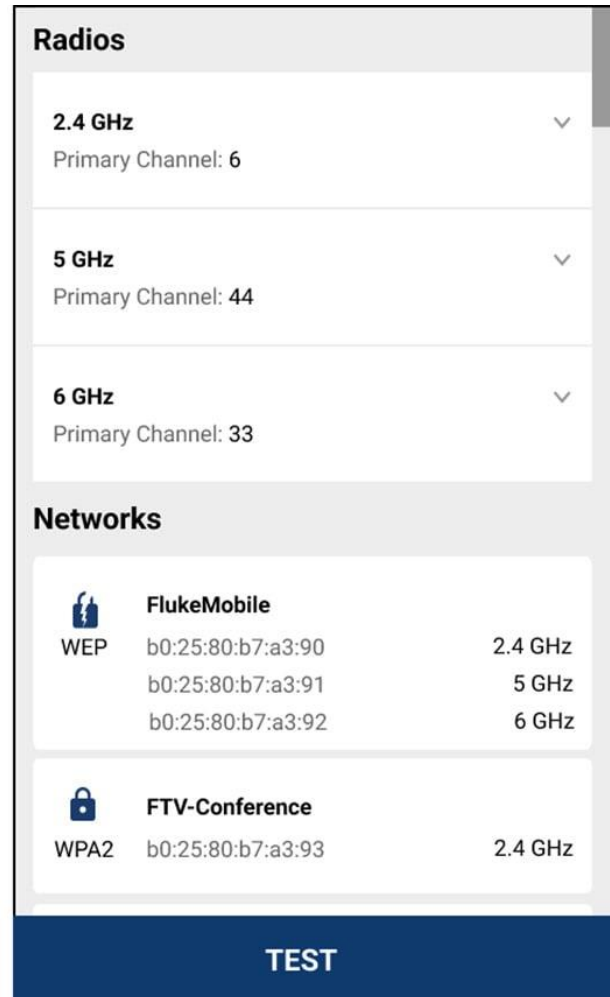 Radios
2.4 GHz
Primary Channel: 6
5 GHz
Primary Channel: 44
6 GHz
Primary Channel: 33
Networks
FlukeMobile
WEP b0:25:80:b7:a3:90 2.4 GHz
b0:25:80:b7:a3:91 5 GHz
b0:25:80:b7:a3:92 6 GHz
FTV-Conference
WPA2 b0:25:80:b7:a3:93 2.4 GHz
TEST